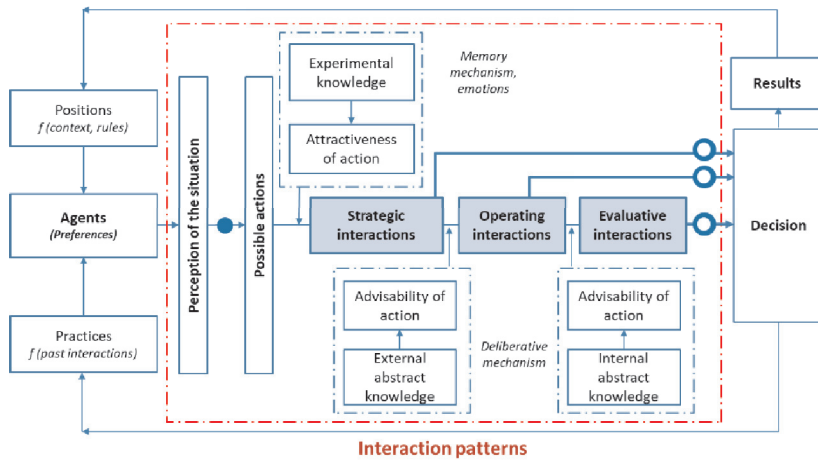 Experimental
knowledge
Memory
mechanism,
emotions
Results
Positions
f (context, rules)
Attractiveness
of action
Perception of the situation
Possible actions
Agents
(Preferences)
Strategic
interactions
Operating
interactions
Evaluative
interactions
Decision
Practices
f (past interactions)
Advisability of
action
External
abstract
knowledge
Deliberative
mechanism
Advisability of
action
Internal
abstract
knowledge
Interaction patterns